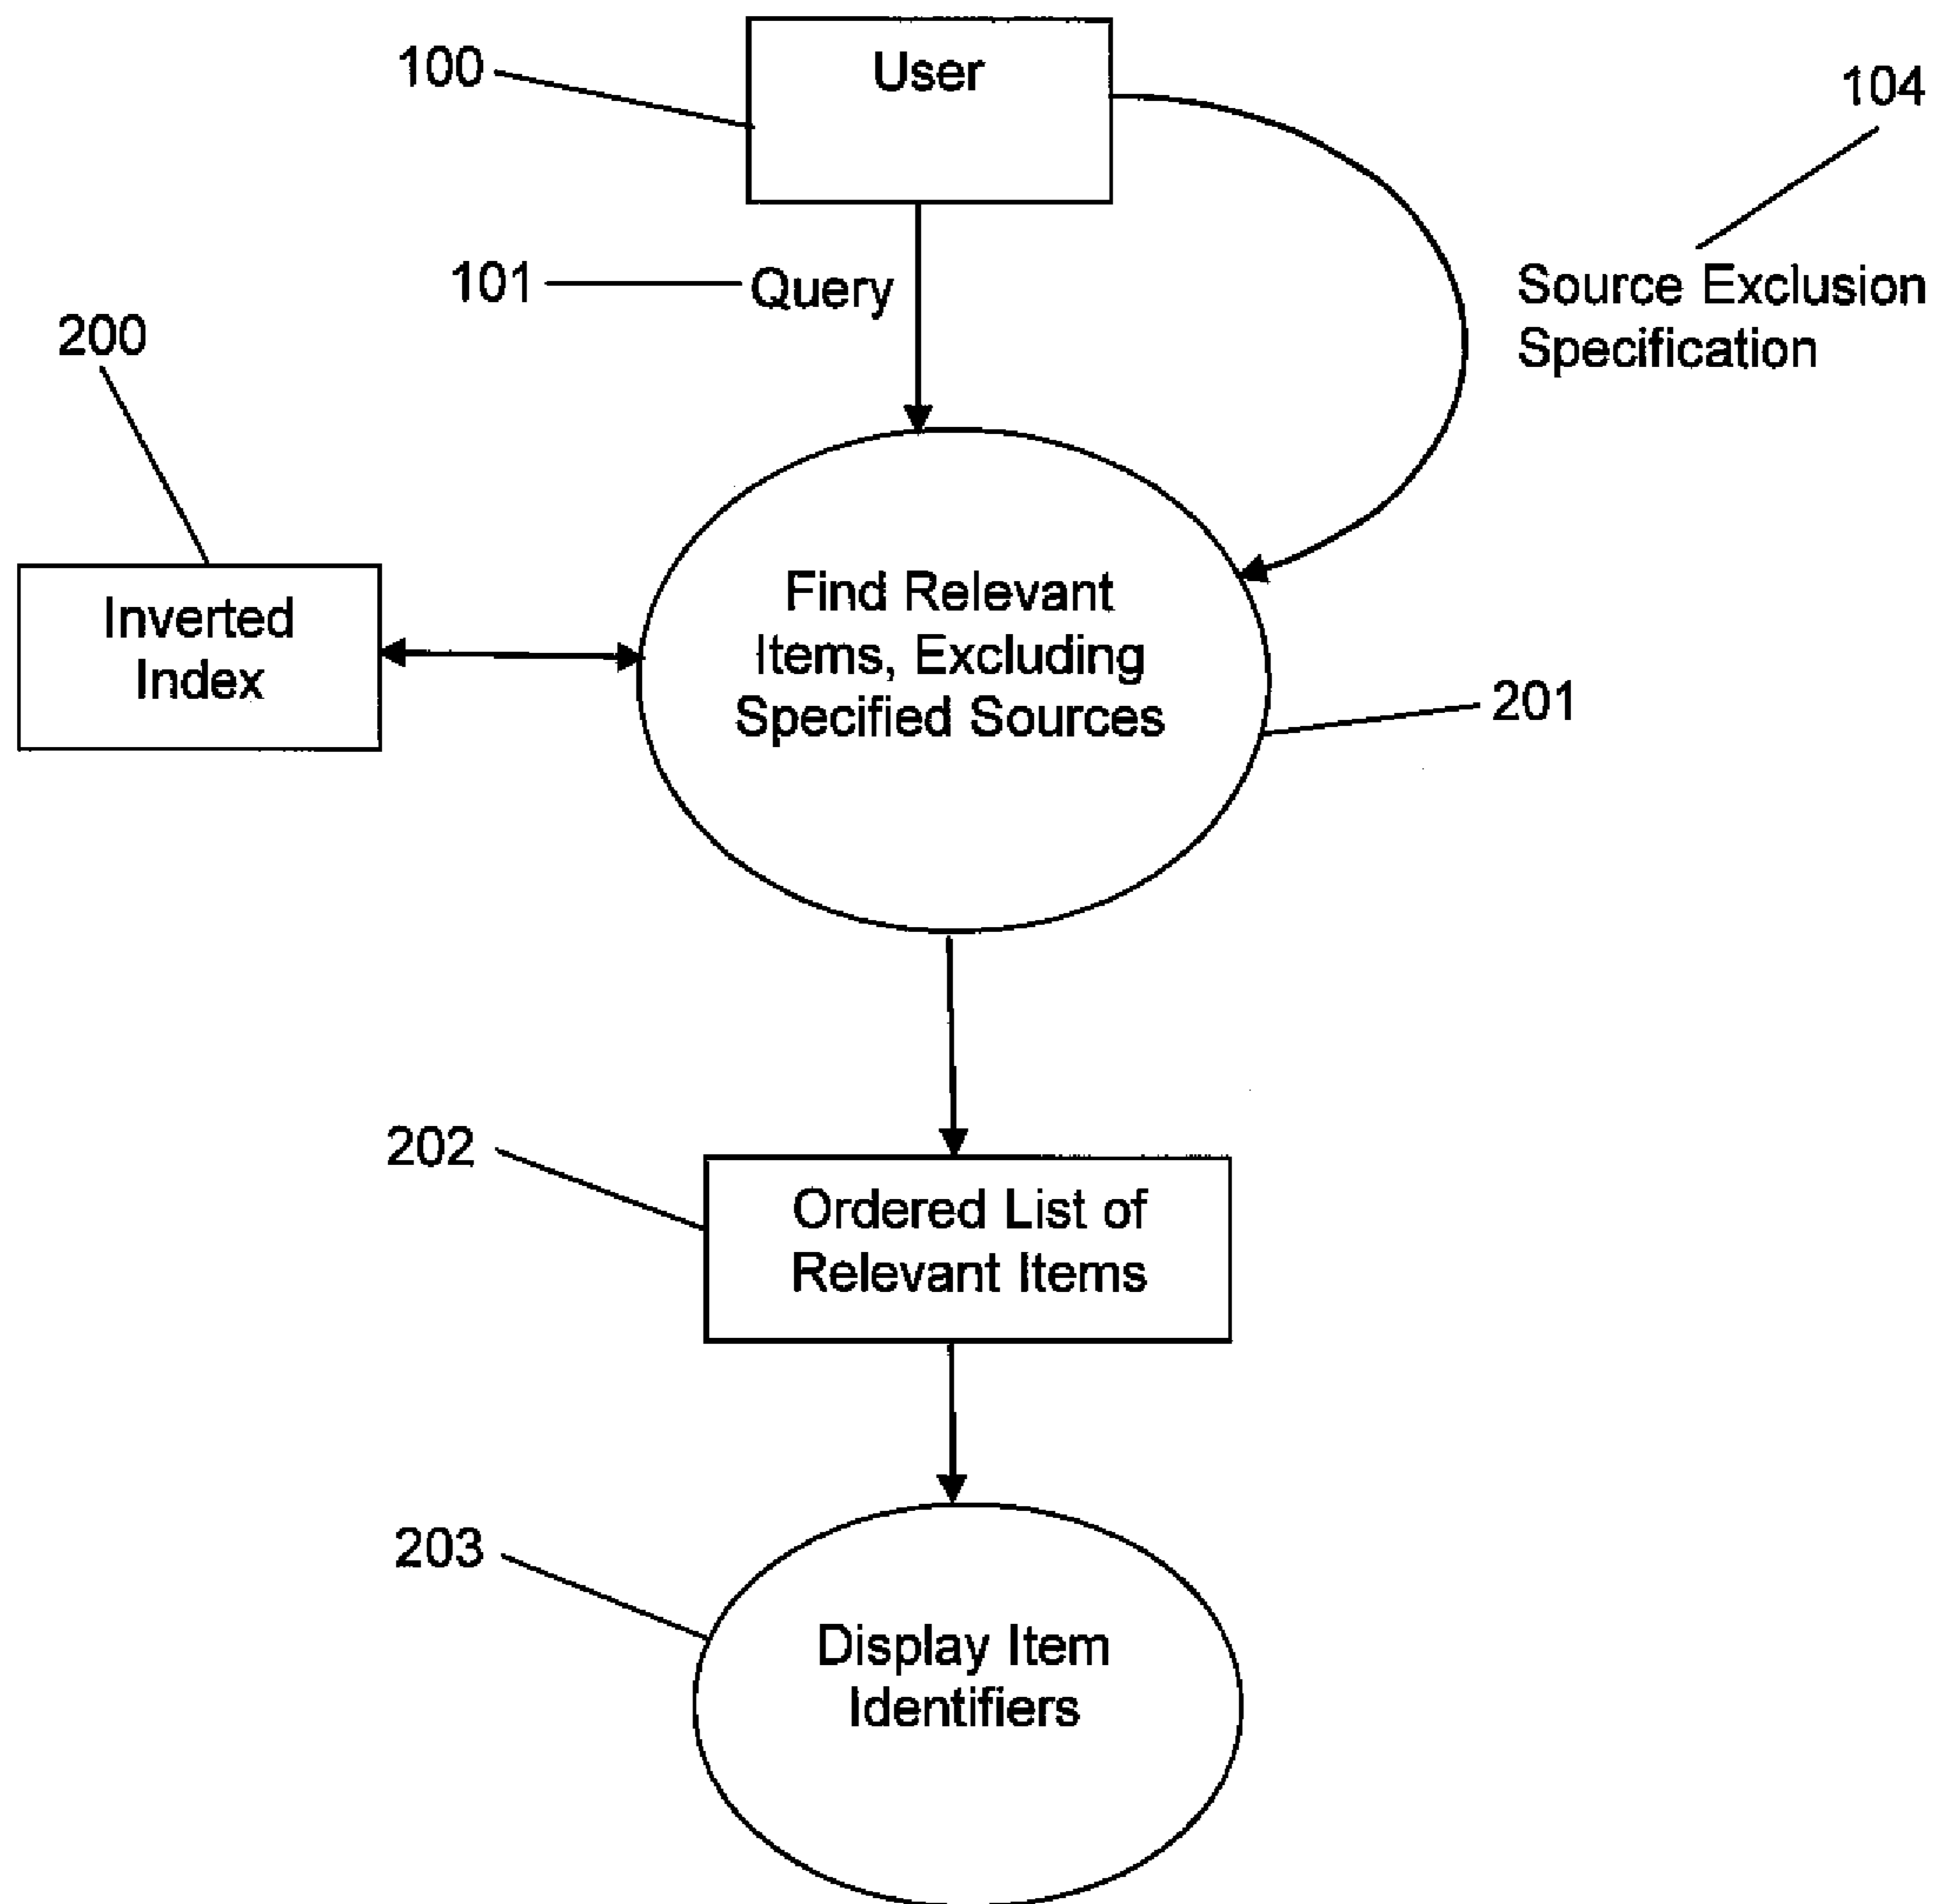 User
100
104
101
Query
Source Exclusion
Specification
200
Inverted
Index
Find Relevant
Items, Excluding
Specified Sources
201
202
Ordered List of
Relevant Items
203
Display Item
Identifiers